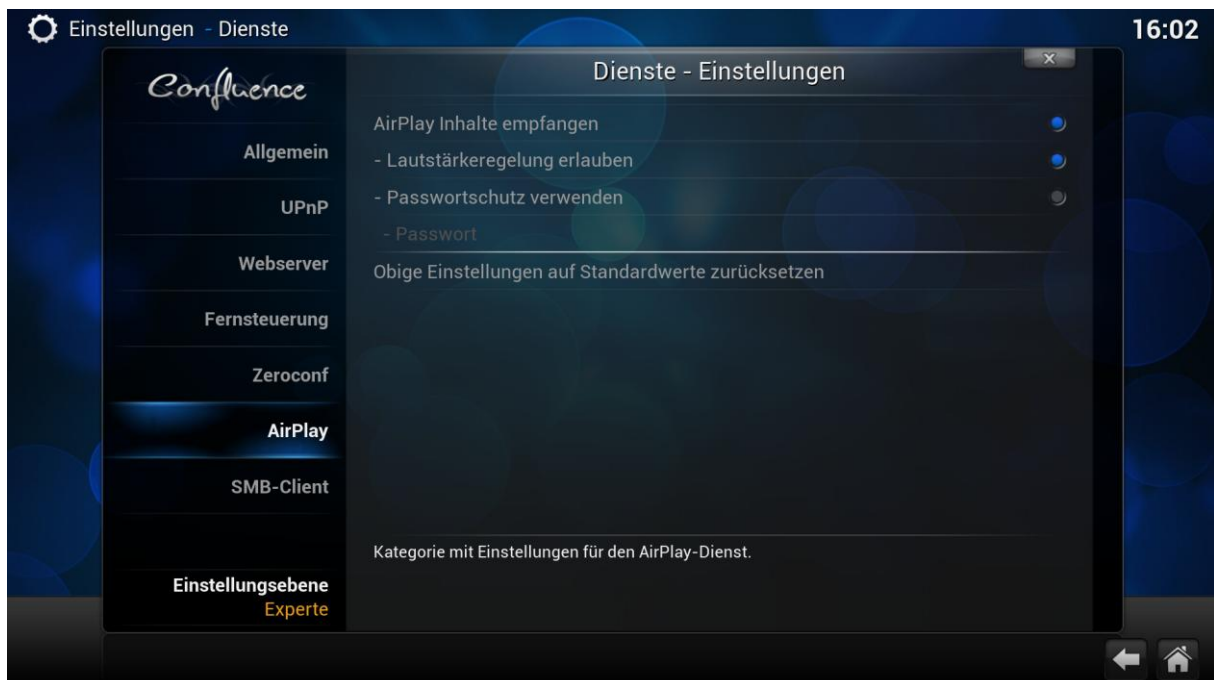 Einstellungen - Dienste
16:02
Confluence
Allgemein
UPnP
Webserver
Fernsteuerung
Zeroconf
AirPlay
SMB-Client
Einstellungsebene
Experte
Dienste - Einstellungen
x
AirPlay Inhalte empfangen
- Lautstärkeregelung erlauben
- Passwortschutz verwenden
- Passwort
Obige Einstellungen auf Standardwerte zurücksetzen
Kategorie mit Einstellungen für den AirPlay-Dienst.